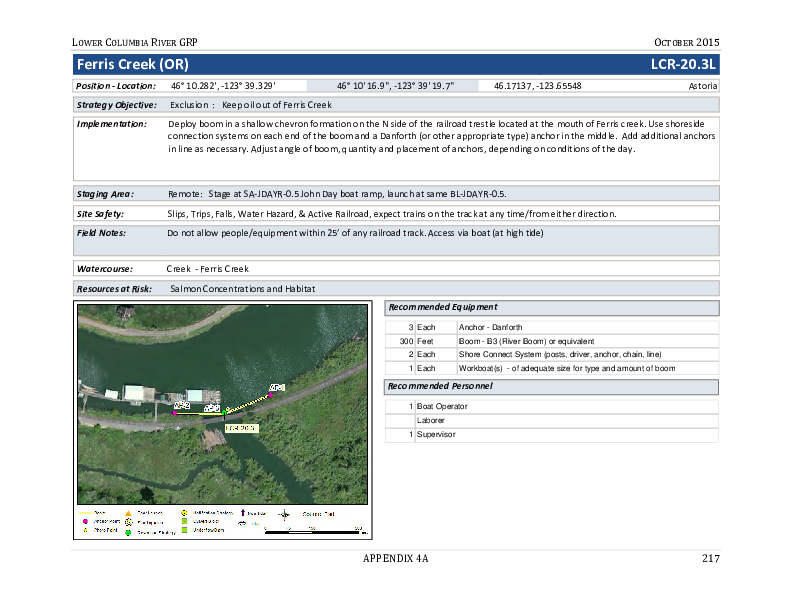 LOWER COLUMBIA RIVER GRP OCTOBER 2015
Ferris Creek (OR) LCR-20.3L
Position - Location: 46° 10.282', -123° 39.329' 46° 10' 16.9", -123° 39' 19.7" 46.17137, -123.65548 Astoria
Strategy Objective: Exclusion : Keep oil out of Ferris Creek
Implementation: Deploy boom in a shallow chevron formation on the N side of the railroad trestle located at the mouth of Ferris creek. Use shoreside
connection systems on each end of the boom and a Danforth (or other appropriate type) anchor in the middle. Add additional anchors
in line as necessary. Adjust angle of boom, quantity and placement of anchors, depending on conditions of the day.
Staging Area: Remote: Stage at SA-JDAYR-0.5 John Day boat ramp, launch at same BL-JDAYR-0.5.
Site Safety: Slips, Trips, Falls, Water Hazard, & Active Railroad, expect trains on the track at any time/from either direction.
Field Notes: Do not allow people/equipment within 25' of any railroad track. Access via boat (at high tide)
Watercourse: Creek - Ferris Creek
Resources at Risk: Salmon Concentrations and Habitat
Recommended Equipment
3 Each Anchor - Danforth
300 Feet Boom - B3 (River Boom) or equivalent
2 Each Shore Connect System (posts, driver, anchor, chain, line)
1 Each Workboat(s) - of adequate size for type and amount of boom
Recommended Personnel
1 Boat Operator
Laborer
1 Supervisor
AP-1
AP-2
Anchor Point
Photo Point
APPENDIX 4A 217